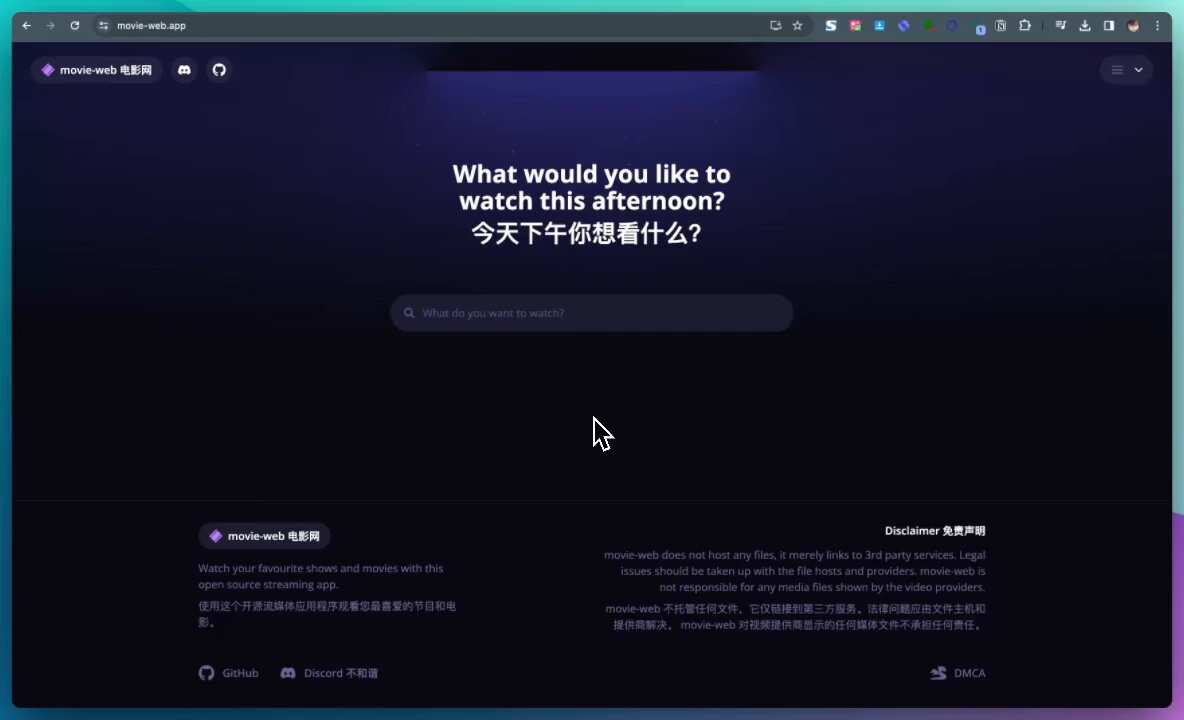 movie-web.app
1
movie-web 电影网
What would you like to
watch this afternoon?
今天下午你想看什么?
What do you want to watch?
movie-web 电影网
Watch your favourite shows and movies with this
open source streaming app.
使用这个开源流媒体应用程序观看您最喜爱的节目和电
影。
GitHub
Discord 不和谐
Disclaimer 免责声明
movie-web does not host any files, it merely links to 3rd party services. Legal
issues should be taken up with the file hosts and providers. movie-web is
not responsible for any media files shown by the video providers.
movie-web 不托管任何文件，它仅链接到第三方服务。法律问题应由文件主机和
提供商解决。 movie-web 对视频提供商显示的任何媒体文件不承担任何责任。
DMCA